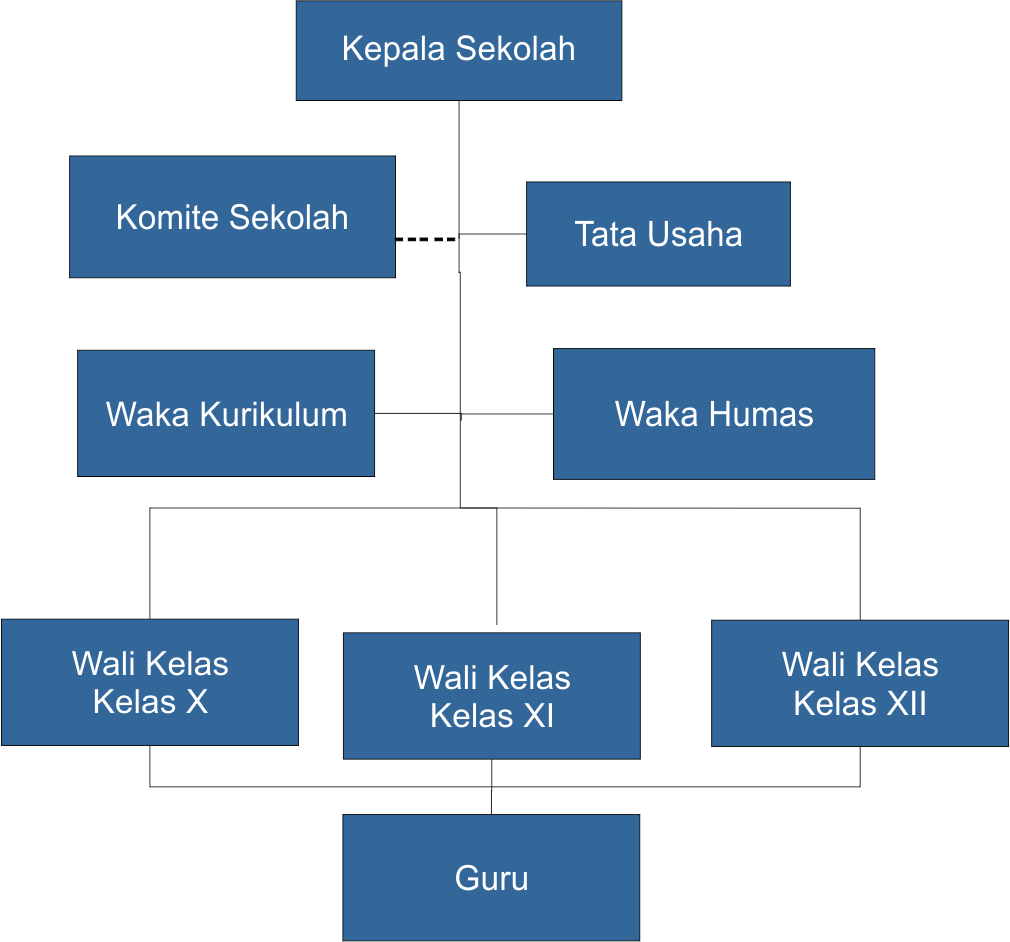 Kepala Sekolah
Komite Sekolah
Tata Usaha
Waka Kurikulum
Waka Humas
Wali Kelas
Kelas X
Wali Kelas
Kelas XI
Wali Kelas
Kelas XII
Guru